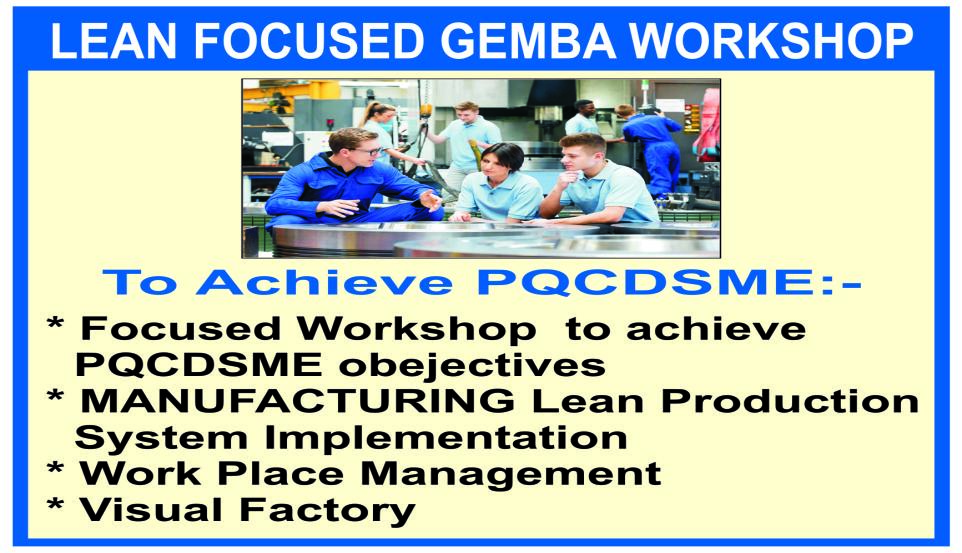 LEAN FOCUSED GEMBA WORKSHOP
To Achieve PQCDSME:-
* Focused Workshop to achieve
PQCDSME obejectives
* MANUFACTURING Lean Production
System Implementation
* Work Place Management
* Visual Factory